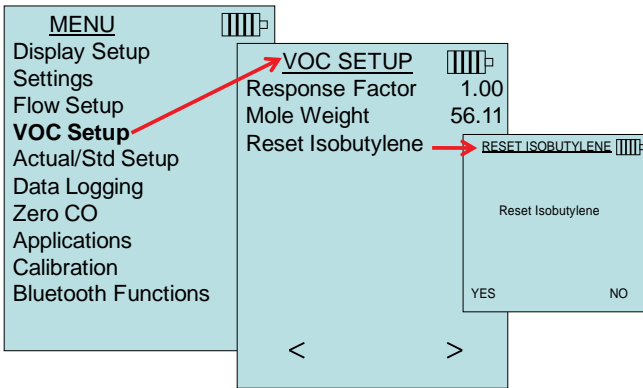 MENU
Display Setup
Settings
Flow Setup
VOC Setup
Actual/Std Setup
Data Logging
Zero CO
Applications
Calibration
Bluetooth Functions
VOC SETUP
Response Factor 1.00
Mole Weight 56.11
Reset Isobutylene
< >
RESET ISOBUTYLENE
Reset Isobutylene
YES NO